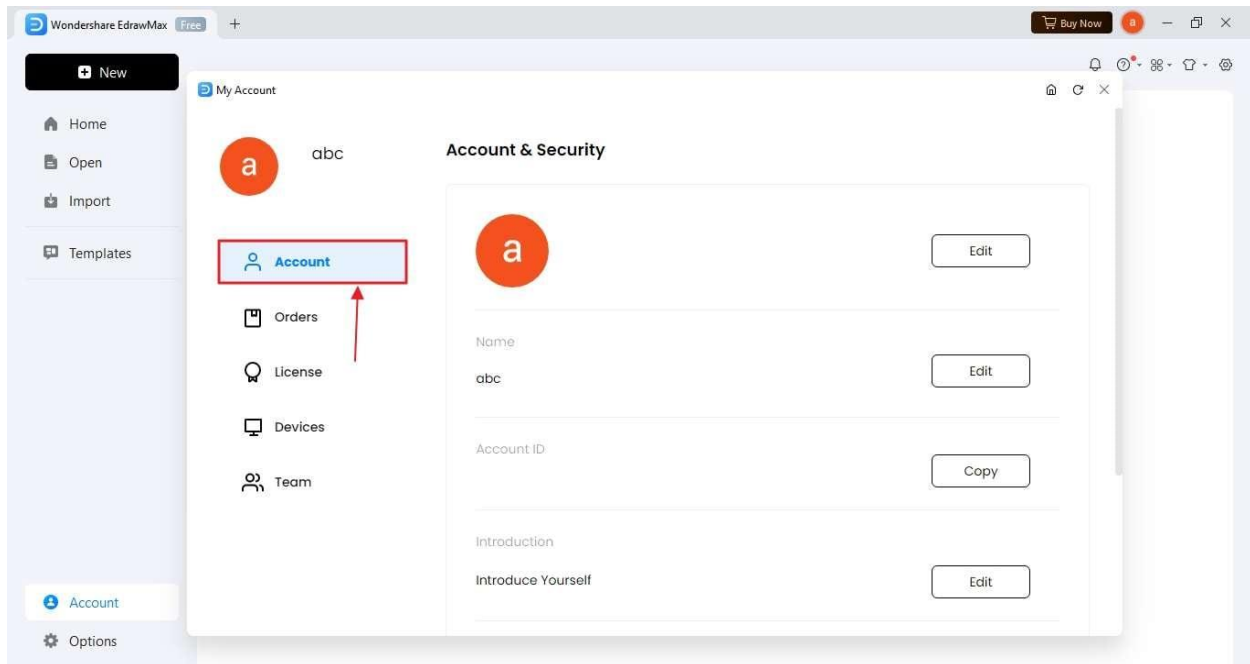 Wondershare EdrawMax Free +
Buy Now a
New
My Account
Home
Open
Import
Templates
Account
Options
a abc
Account
Orders
License
Devices
Team
Account & Security
a Edit
Name
abc Edit
Account ID
Copy
Introduction
Introduce Yourself Edit